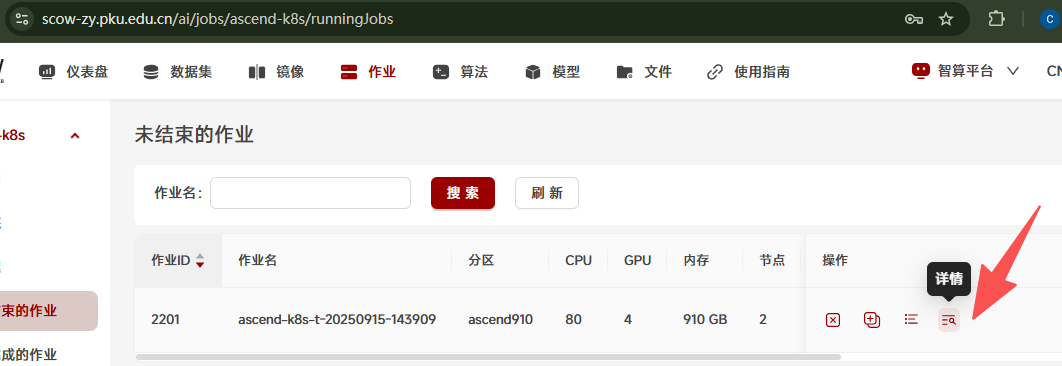 scow-zy.pku.edu.cn/ai/jobs/ascend-k8s/runningJobs
C
仪表盘 数据集 镜像 作业 算法 模型 文件 使用指南 智算平台 CN
-k8s
未结束的作业
作业名: 搜 索 刷 新
作业ID 作业名 分区 CPU GPU 内存 节点 操作
详情
束的作业
2201 ascend-k8s-t-20250915-143909 ascend910 80 4 910 GB 2
成的作业